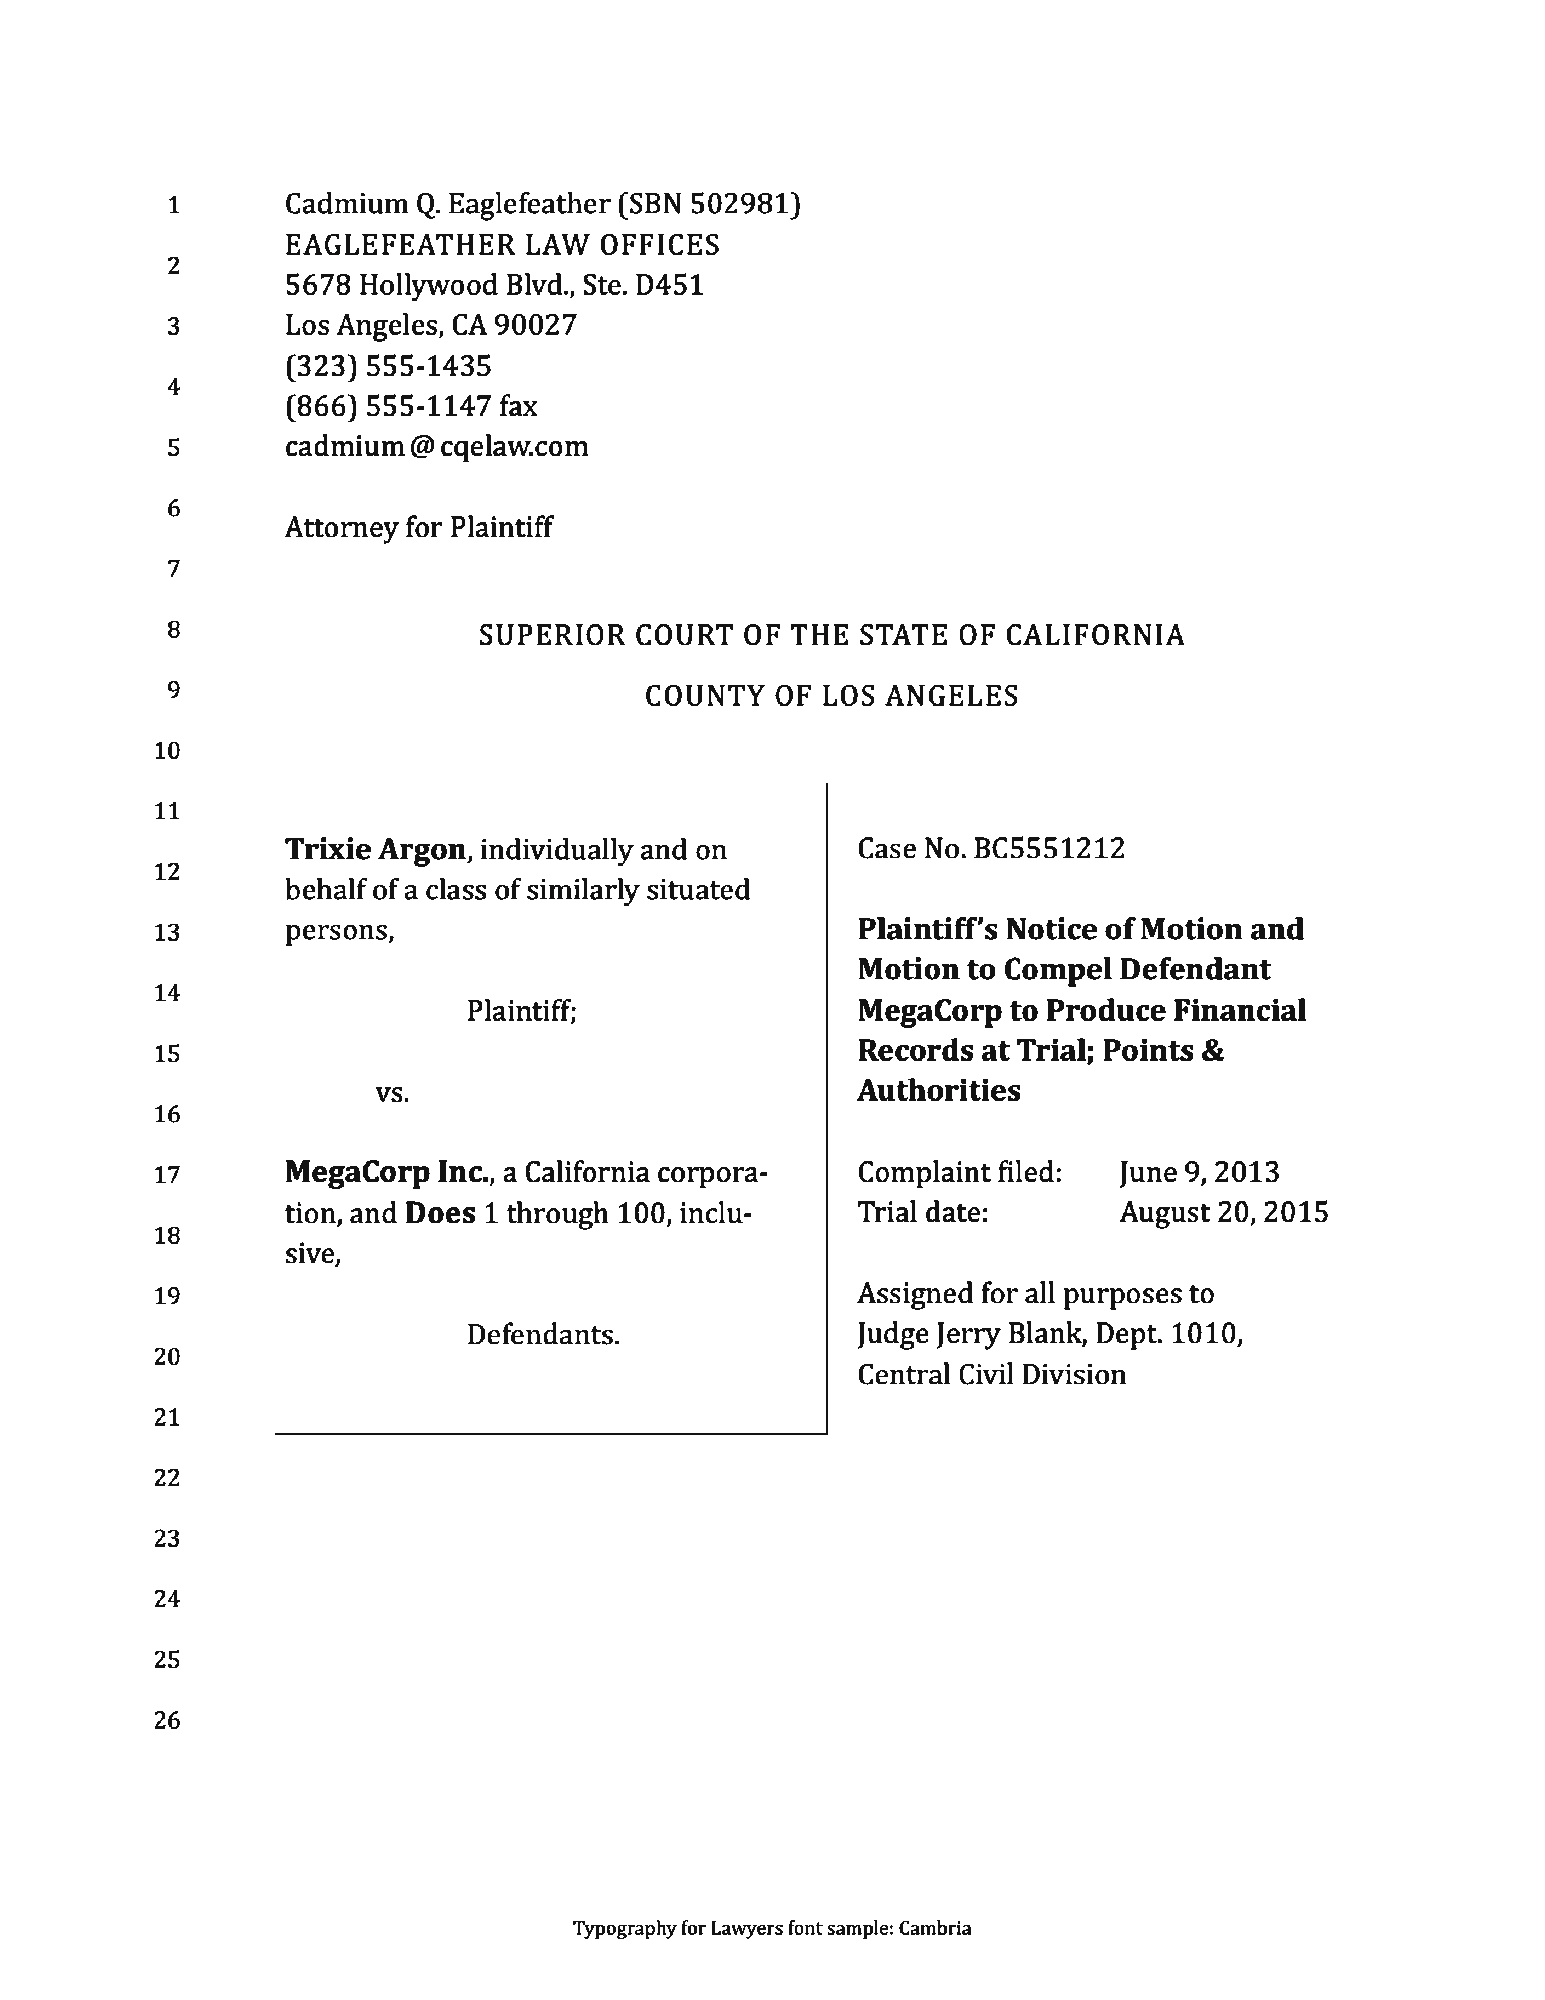 1
2
3
4
5
6
7
8
9
10
11
12
13
14
15
16
17
18
19
20
21
22
23
24
25
26
Cadmium Q. Eaglefeather (SBN 502981)
EAGLEFEATHER LAW OFFICES
5678 Hollywood Blvd., Ste. D451
Los Angeles, CA 90027
(323) 555-1435
(866) 555-1147 fax
cadmium @ cqelaw.com
Attorney for Plaintiff
SUPERIOR COURT OF THE STATE OF CALIFORNIA
COUNTY OF LOS ANGELES
Trixie Argon, individually and on
behalf of a class of similarly situated
persons,
Plaintiff;
vs.
MegaCorp Inc., a California corpora-
tion, and Does 1 through 100, inclu-
sive,
Defendants.
Case No. BC5551212
Plaintiff's Notice of Motion and
Motion to Compel Defendant
MegaCorp to Produce Financial
Records at Trial; Points &
Authorities
Complaint filed: June 9, 2013
Trial date: August 20, 2015
Assigned for all purposes to
Judge Jerry Blank, Dept. 1010,
Central Civil Division
Typography for Lawyers font sample: Cambria